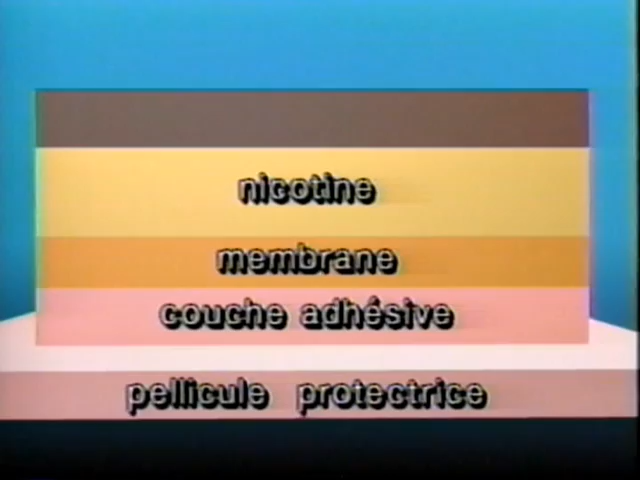 nicotine
membrane
couche adhésive
pellicule protectrice